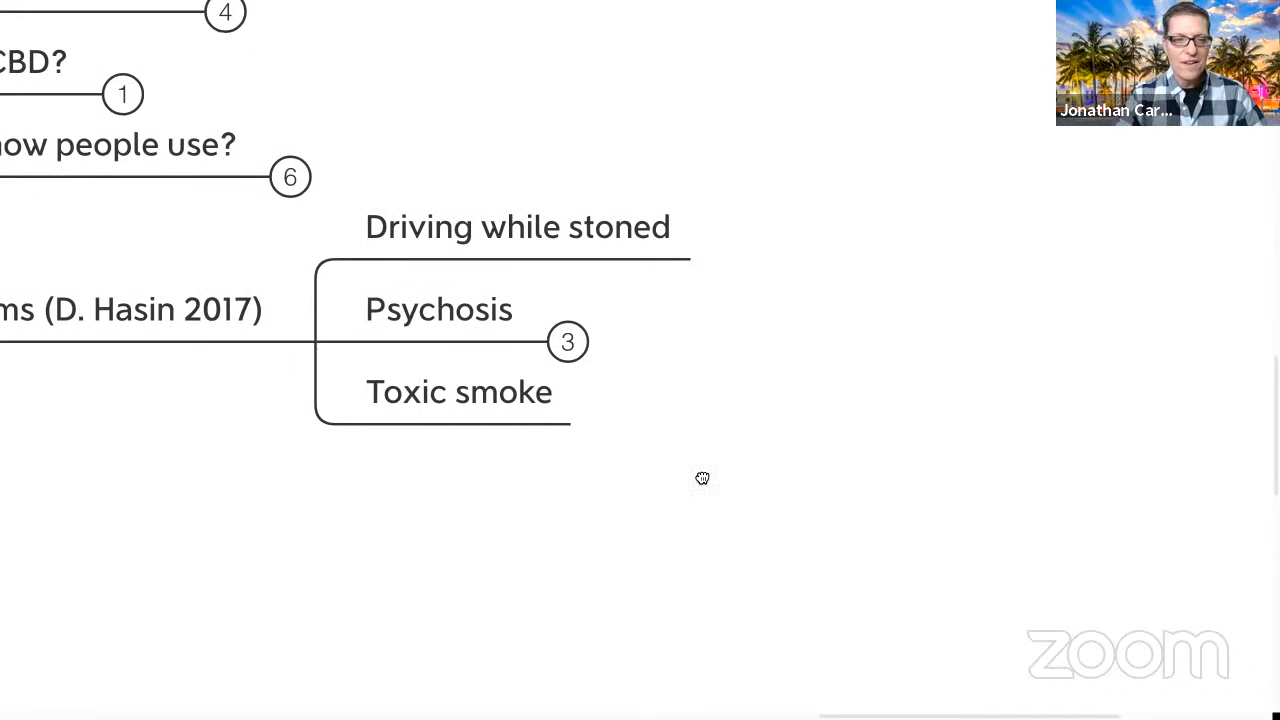 4
CBD?
1
how people use?
6
Driving while stoned
ms (D. Hasin 2017)
Psychosis
3
Toxic smoke
Jonathan Car...
zoom